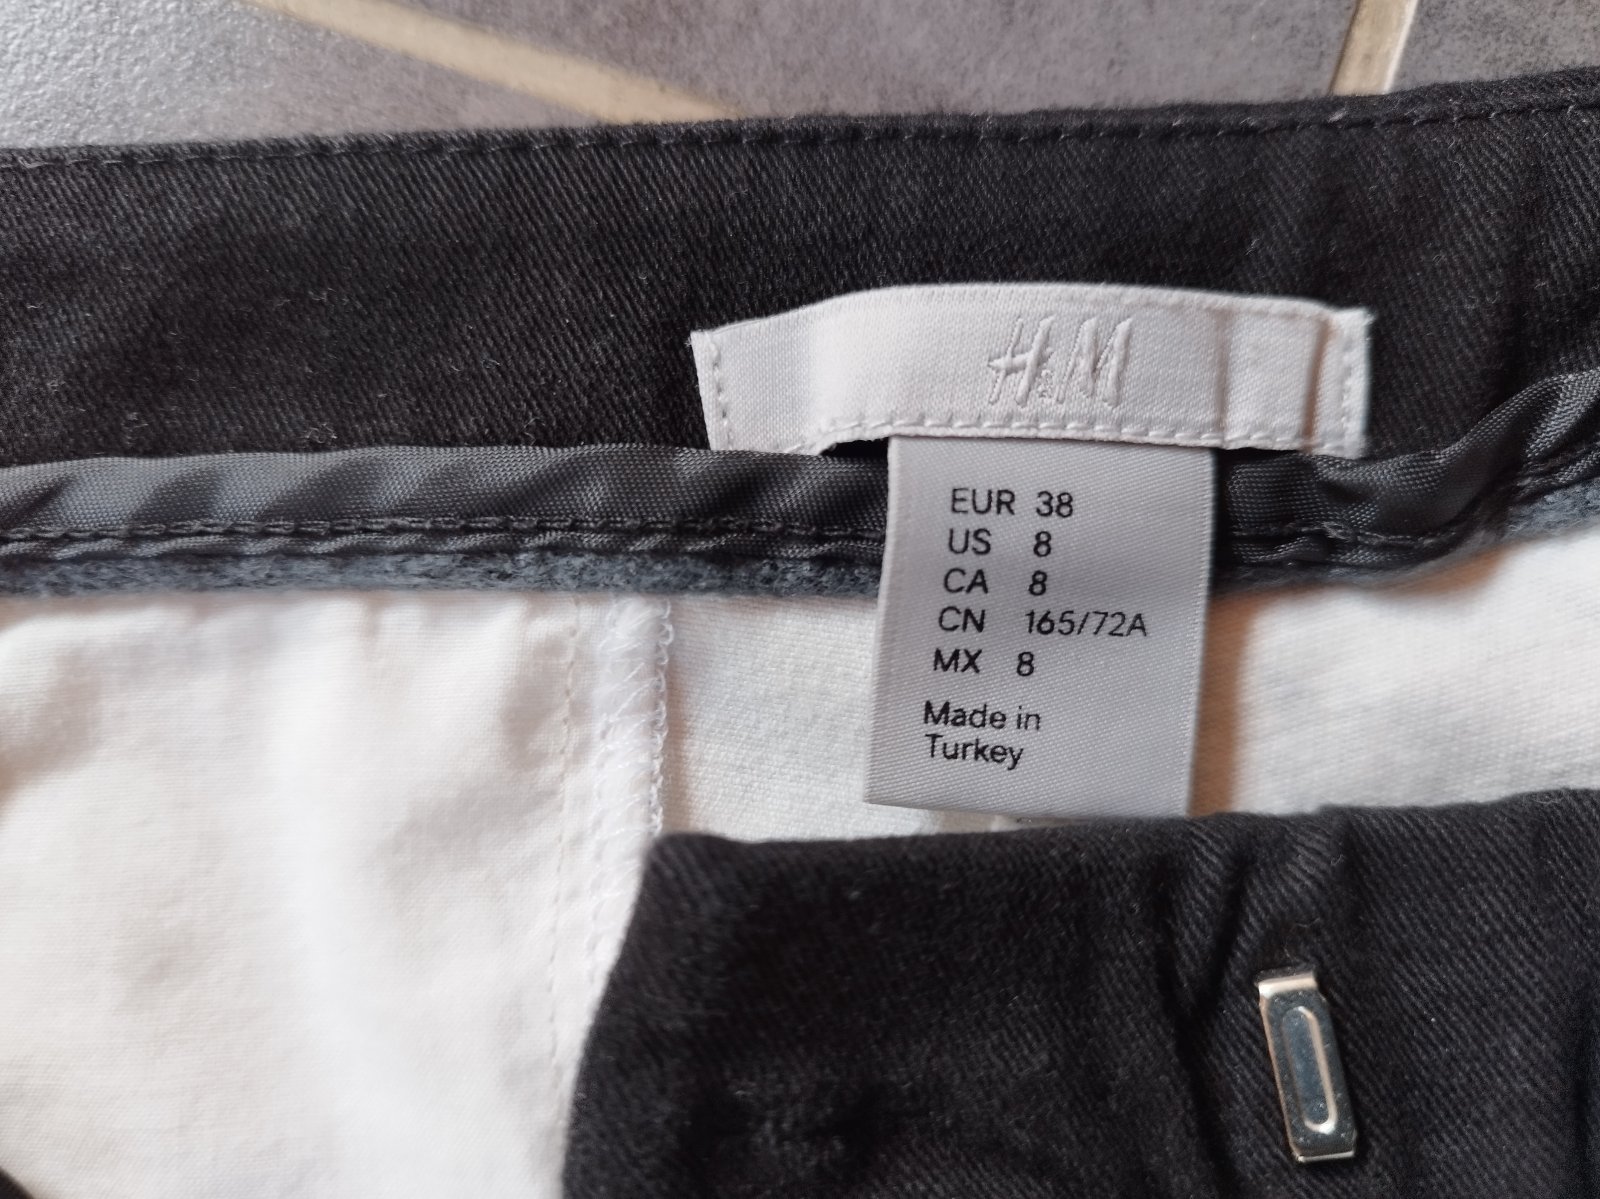 H&M
EUR 38
US 8
CA 8
CN 165/72A
MX 8
Made in
Turkey